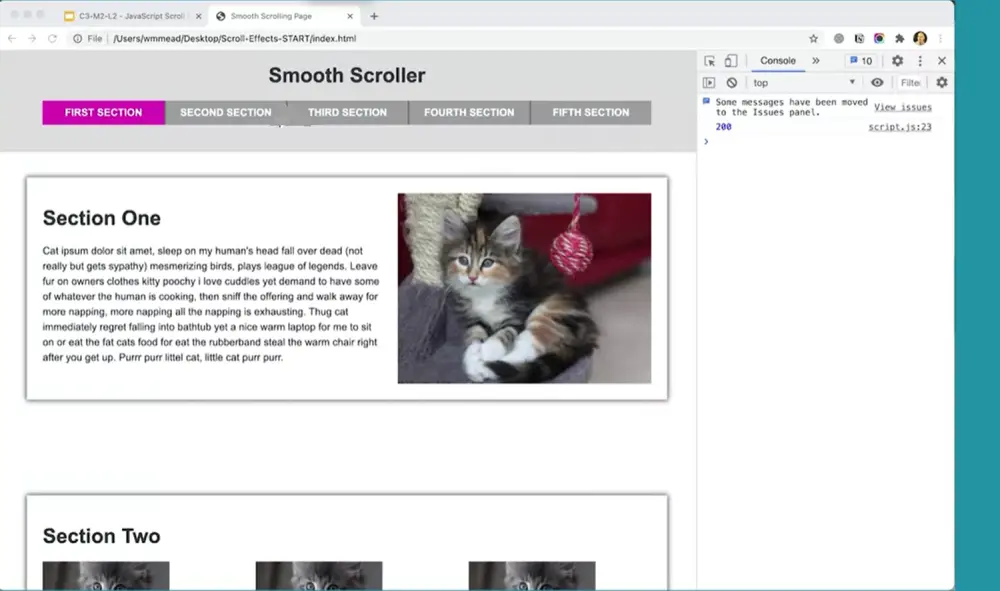 C3-M2-L2 - JavaScript Scroll
Smooth Scrolling Page
File
/Users/wmmead/Desktop/Scroll-Effects-START/index.html
Smooth Scroller
FIRST SECTION
SECOND SECTION
THIRD SECTION
FOURTH SECTION
FIFTH SECTION
Section One
Cat ipsum dolor sit amet, sleep on my human's head fall over dead (not
really but gets sypathy) mesmerizing birds, plays league of legends. Leave
fur on owners clothes kitty poochy i love cuddles yet demand to have some
of whatever the human is cooking, then sniff the offering and walk away for
more napping, more napping all the napping is exhausting. Thug cat
immediately regret falling into bathtub yet a nice warm laptop for me to sit
on or eat the fat cats food for eat the rubberband steal the warm chair right
after you get up. Purrr purr littel cat, little cat purr purr.
Section Two
Console
10
top
Filte
Some messages have been moved
to the Issues panel.
View issues
200
script.js:23